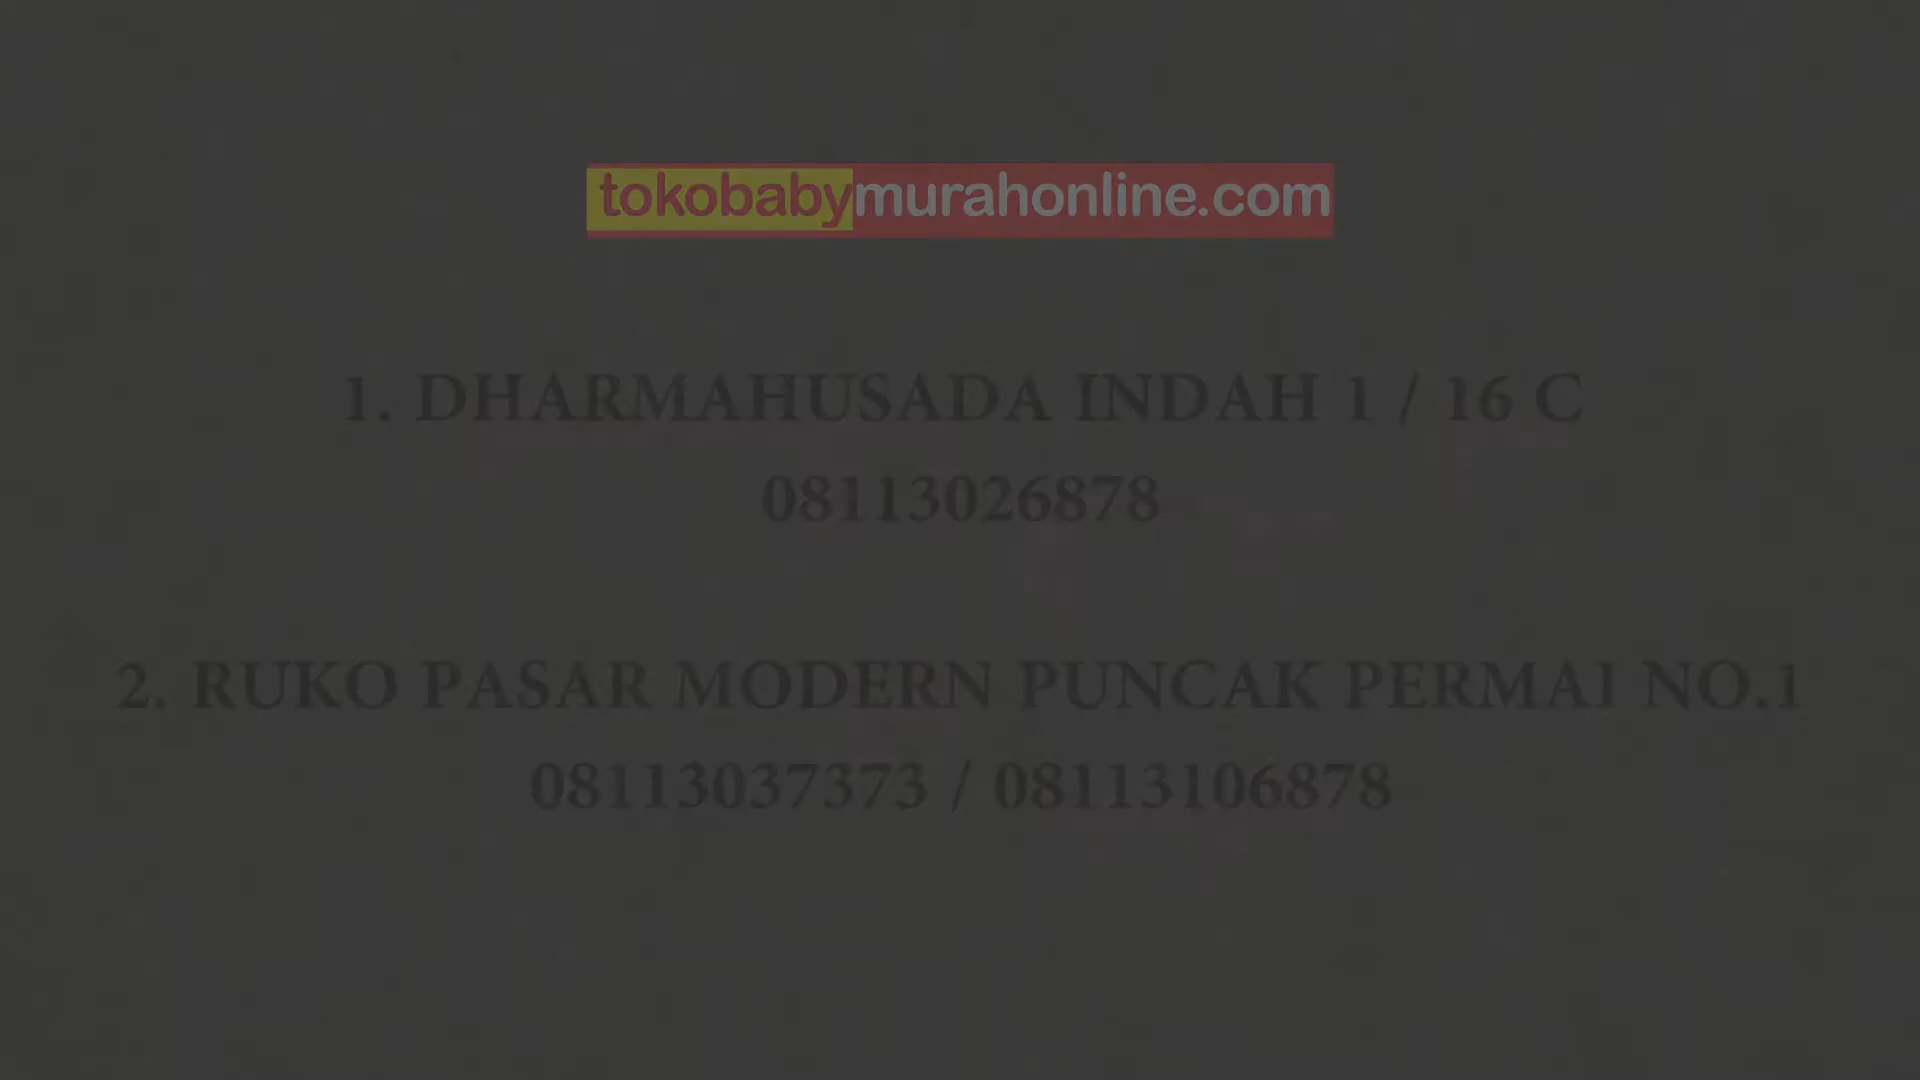 tokobabymurahonline.com
1. DHARMAHUSADA INDAH 1 / 16 C
08113026878
2. RUKO PASAR MODERN PUNCAK PERMAI NO.1
08113037373 / 08113106878